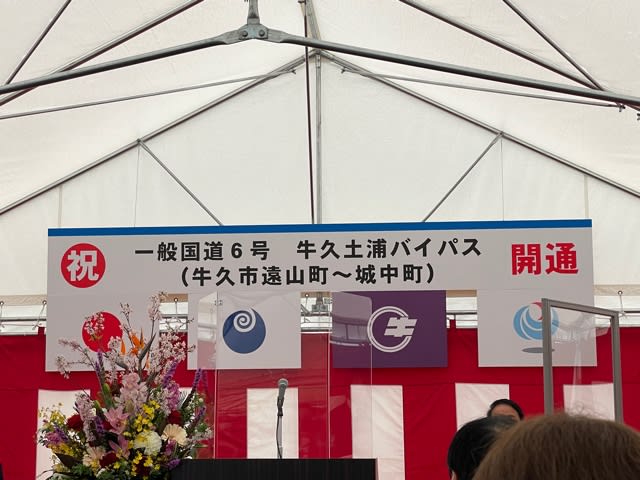 祝
一般国道6号 牛久土浦バイパス
(牛久市遠山町～城中町)
開通